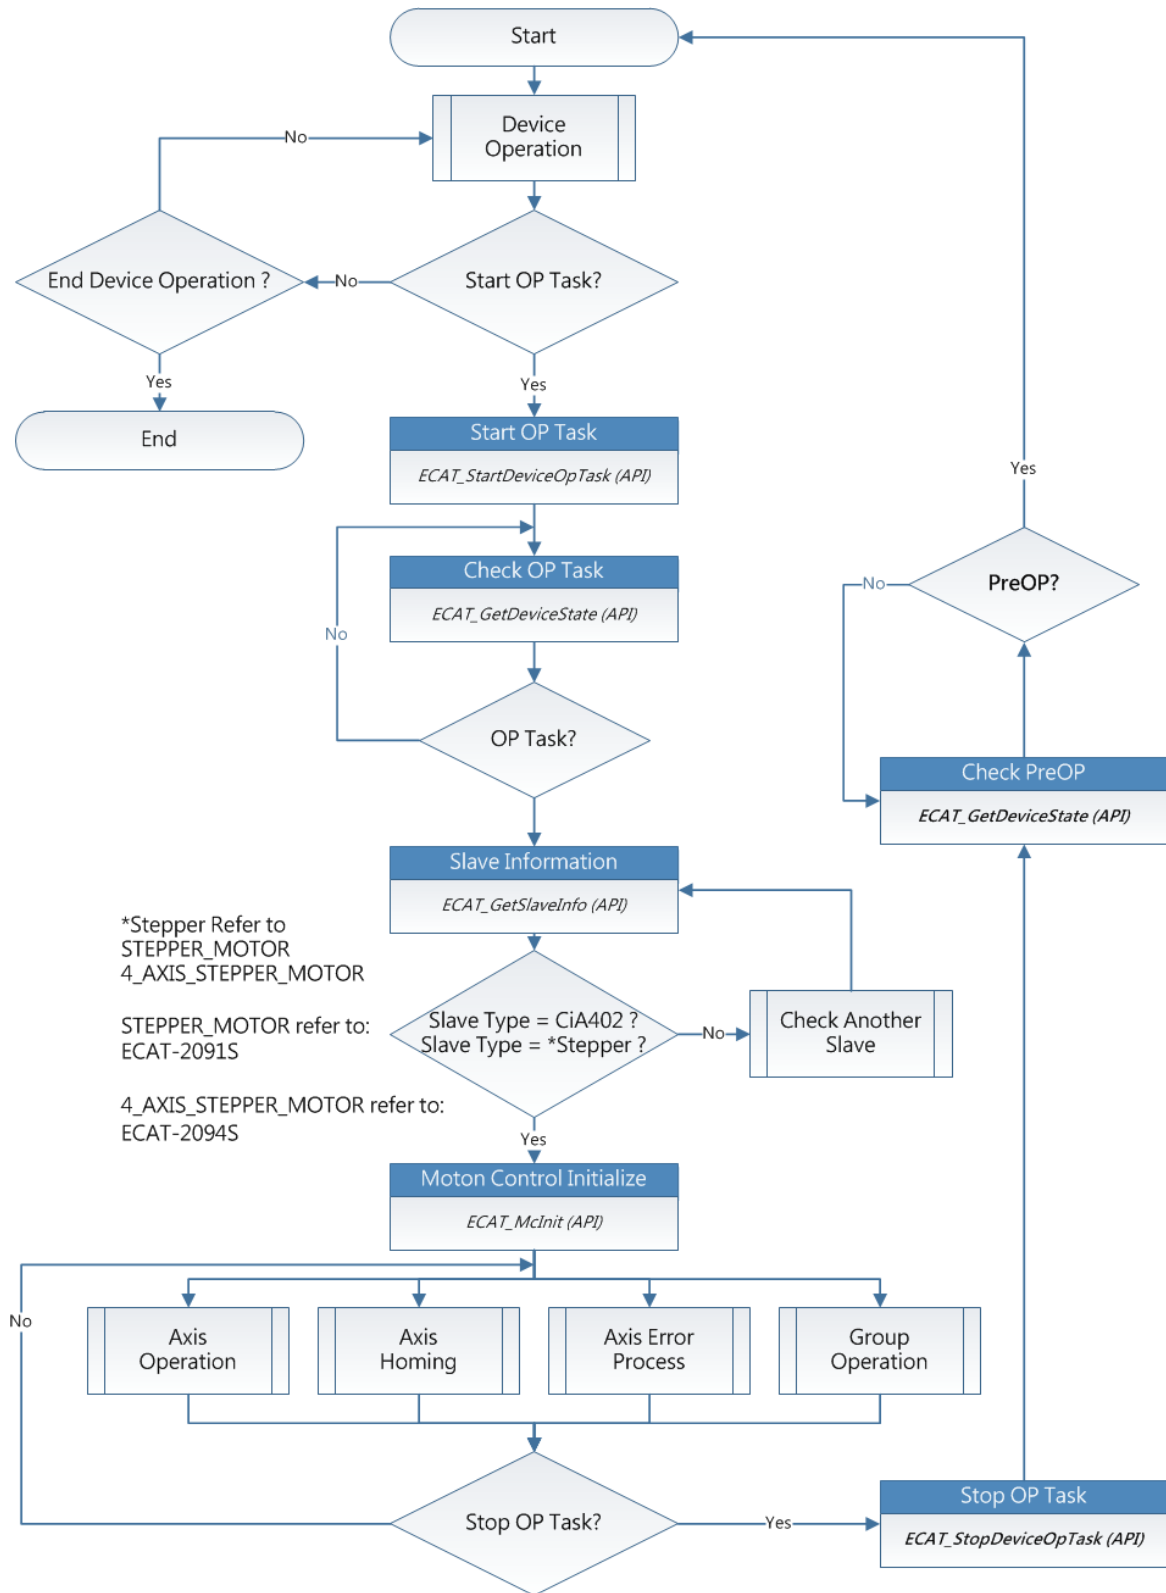 Start
Device
Operation
No
End Device Operation ?
No
Start OP Task?
Yes
Yes
End
Start OP Task
ECAT_StartDeviceOpTask (API)
Yes
Check OP Task
ECAT_GetDeviceState (API)
No
PreOP?
No
OP Task?
Check PreOP
ECAT_GetDeviceState (API)
Slave Information
ECAT_GetSlaveInfo (API)
*Stepper Refer to
STEPPER_MOTOR
4_AXIS_STEPPER_MOTOR
STEPPER_MOTOR refer to:
ECAT-2091S
4_AXIS_STEPPER_MOTOR refer to:
ECAT-2094S
Slave Type = CiA402 ?
Slave Type = *Stepper ?
No
Check Another
Slave
Yes
Moton Control Initialize
ECAT_McInit (API)
No
Axis
Operation
Axis
Homing
Axis Error
Process
Group
Operation
Stop OP Task?
Yes
Stop OP Task
ECAT_StopDeviceOpTask (API)